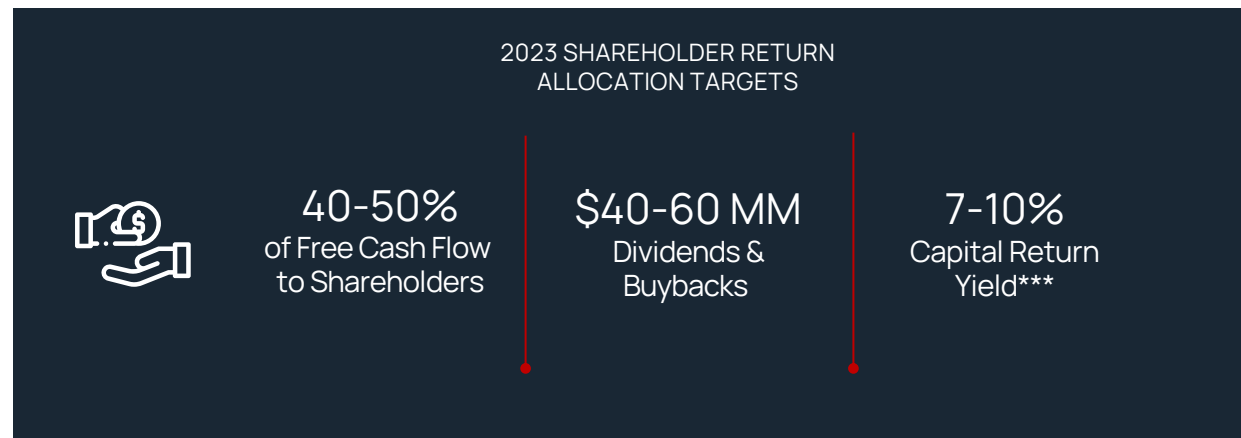 2023 SHAREHOLDER RETURN
ALLOCATION TARGETS
40-50%
of Free Cash Flow
to Shareholders
$40-60 MM
Dividends &
Buybacks
7-10%
Capital Return
Yield***
$